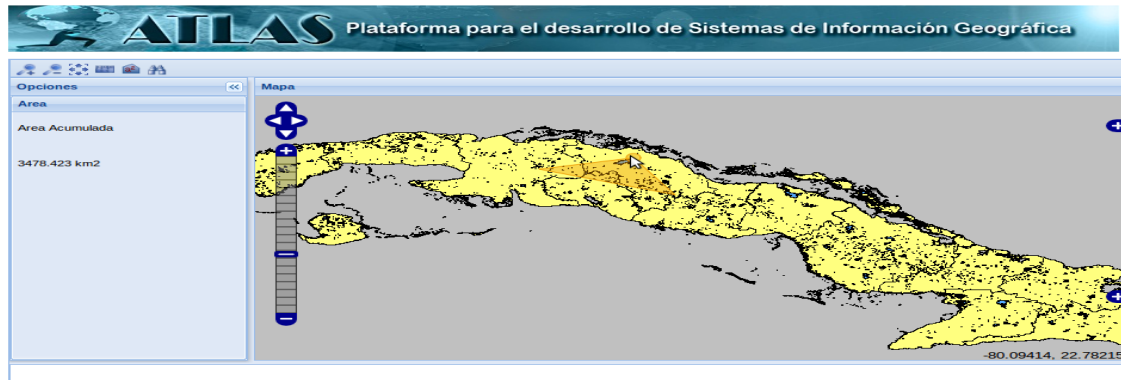 ATLAS Plataforma para el desarrollo de Sistemas de Información Geográfica
Opciones
Mapa
Area
Area Acumulada
3478.423 km2
-80.09414, 22.78215